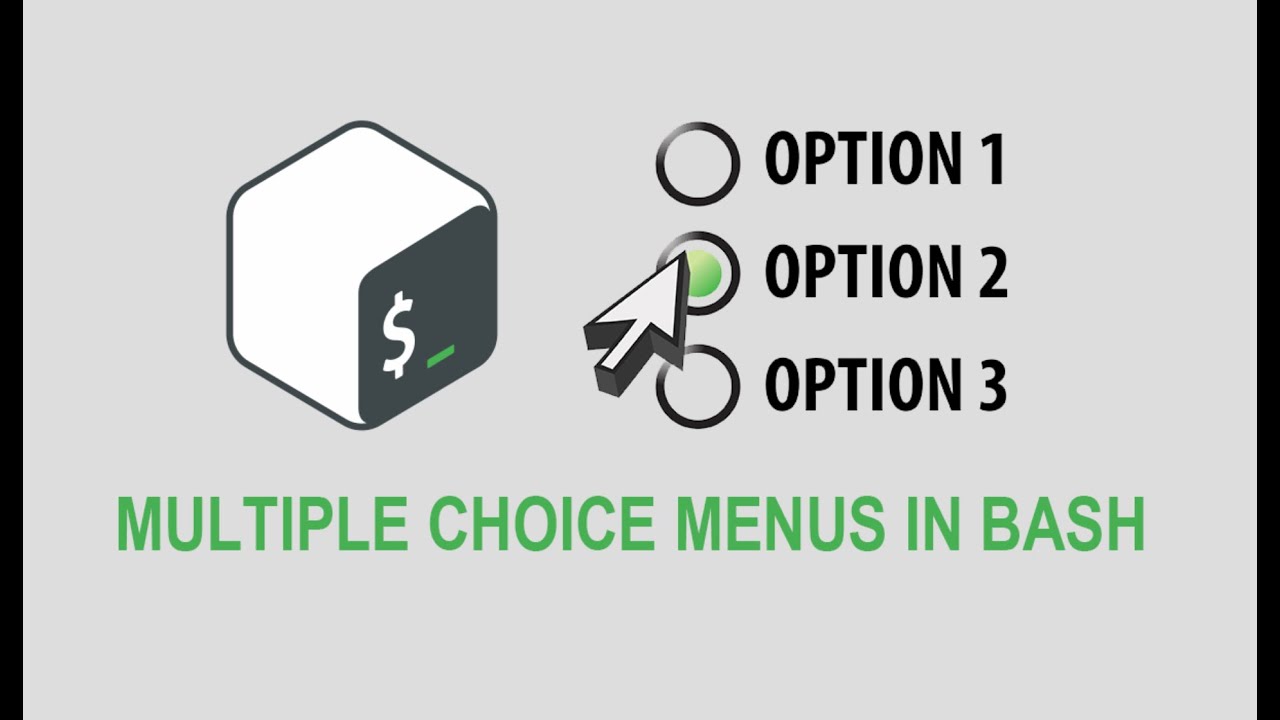 OPTION 1
OPTION 2
OPTION 3
$_
MULTIPLE CHOICE MENUS IN BASH